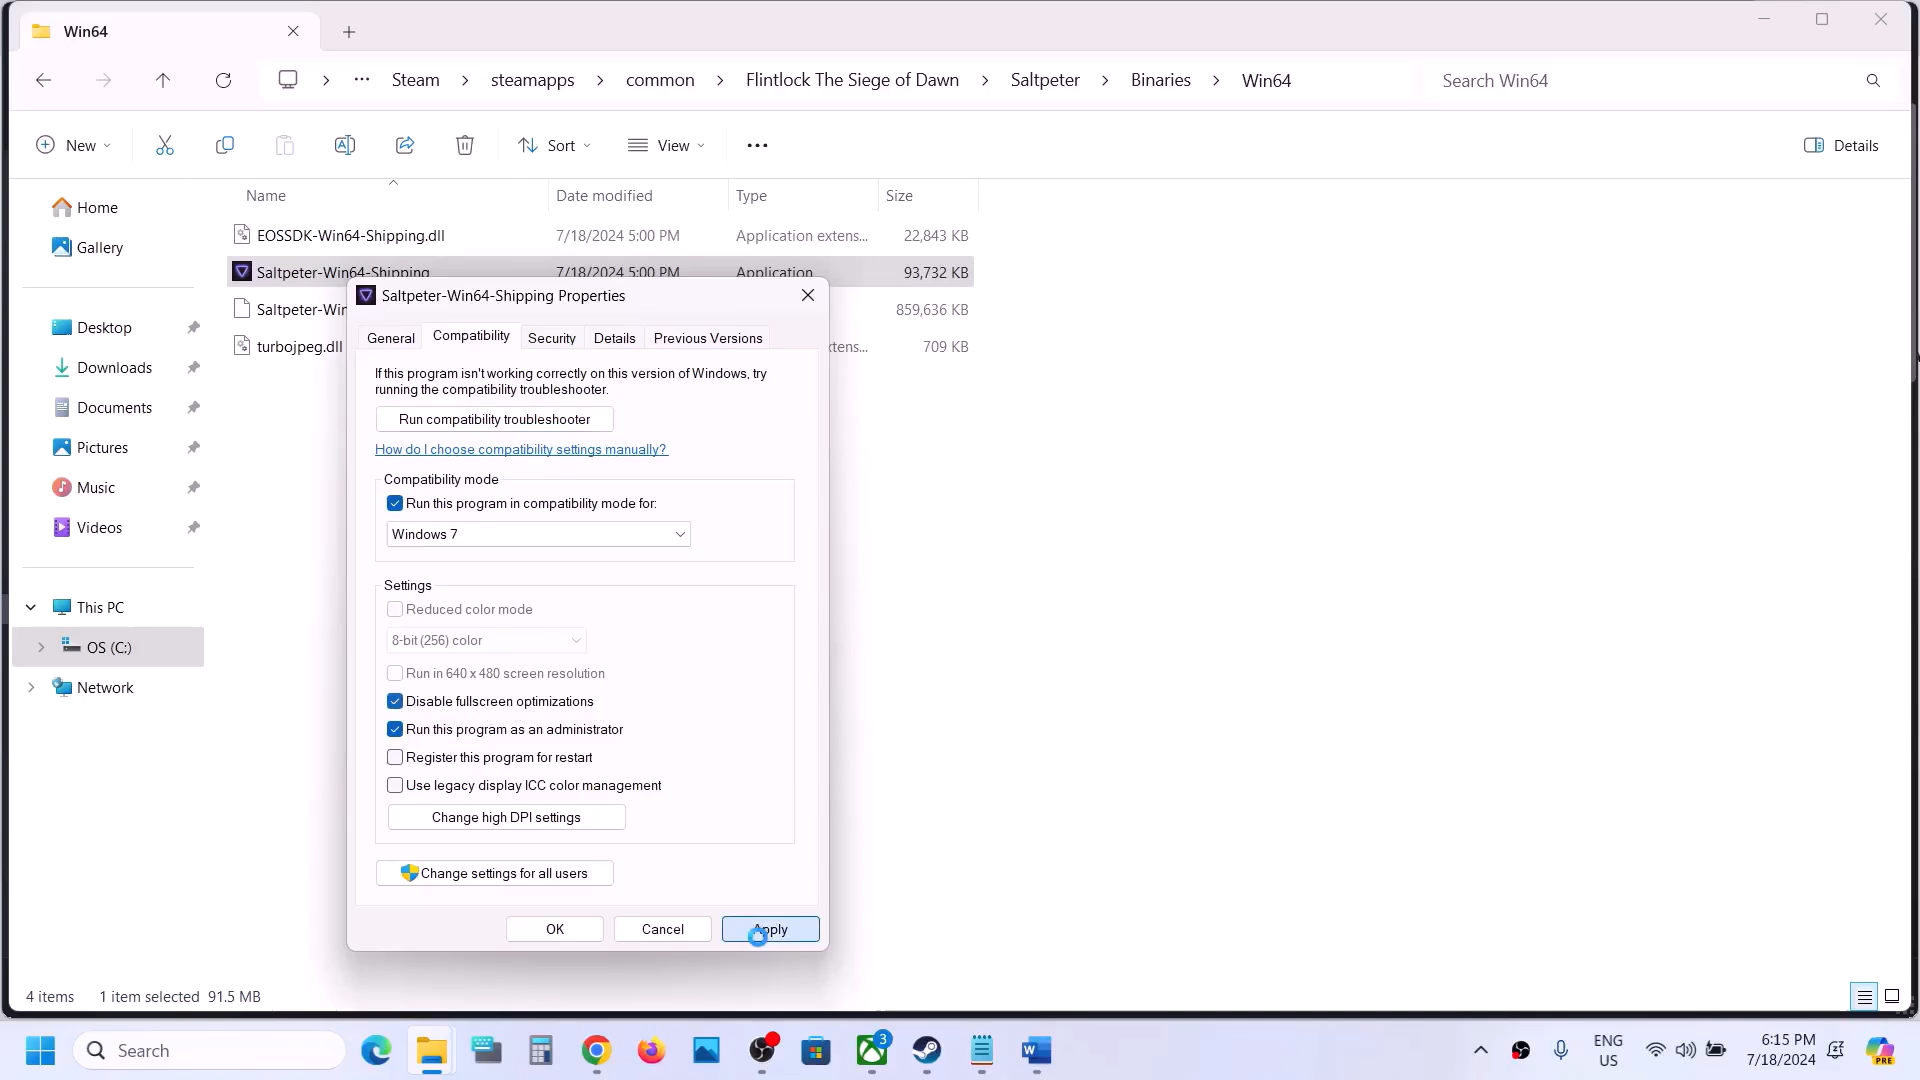 Win64
Steam
steamapps
common
Flintlock The Siege of Dawn
Saltpeter
Binaries
Win64
Search Win64
New
Sort
View
Details
Name
Date modified
Type
Size
Home
Gallery
Desktop
Downloads
Documents
Pictures
Music
Videos
This PC
OS (C:)
Network
EOSSDK-Win64-Shipping.dll
7/18/2024 5:00 PM
Application extens...
22,843 KB
Saltpeter-Win64-Shipping
7/18/2024 5:00 PM
Application
93,732 KB
Saltpeter-Wir
859,636 KB
turbojpeg.dll
xtens...
709 KB
Saltpeter-Win64-Shipping Properties
General
Compatibility
Security
Details
Previous Versions
If this program isn't working correctly on this version of Windows, try
running the compatibility troubleshooter.
Run compatibility troubleshooter
How do I choose compatibility settings manually?
Compatibility mode
Run this program in compatibility mode for:
Windows 7
Settings
Reduced color mode
8-bit (256) color
Run in 640 x 480 screen resolution
Disable fullscreen optimizations
Run this program as an administrator
Register this program for restart
Use legacy display ICC color management
Change high DPI settings
Change settings for all users
OK
Cancel
Apply
4 items
1 item selected 91.5 MB
Search
3
ENG
US
6:15 PM
7/18/2024
PRE